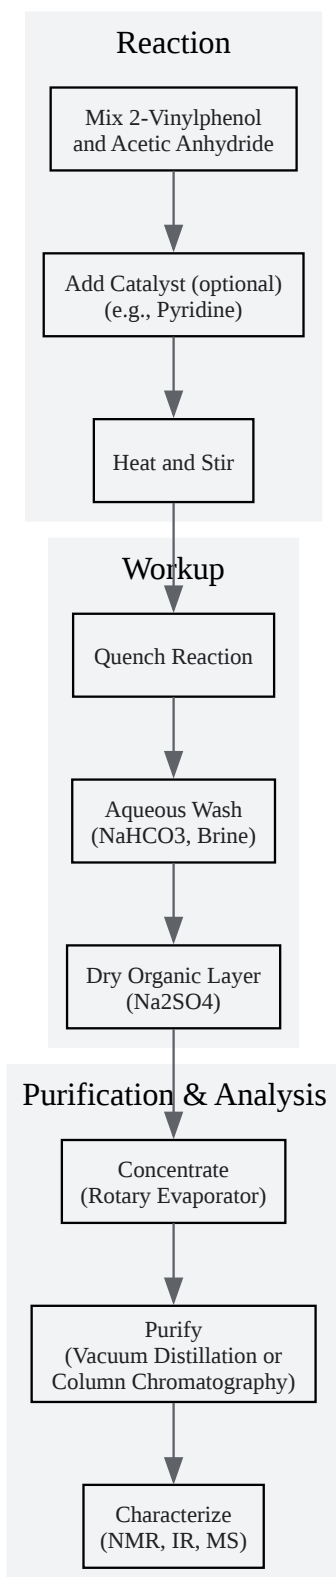 Reaction
Mix 2-Vinylphenol
and Acetic Anhydride
Add Catalyst (optional)
(e.g., Pyridine)
Heat and Stir
Workup
Quench Reaction
Aqueous Wash
(NaHCO3, Brine)
Dry Organic Layer
(Na2SO4)
Purification & Analysis
Concentrate
(Rotary Evaporator)
Purify
(Vacuum Distillation or
Column Chromatography)
Characterize
(NMR, IR, MS)